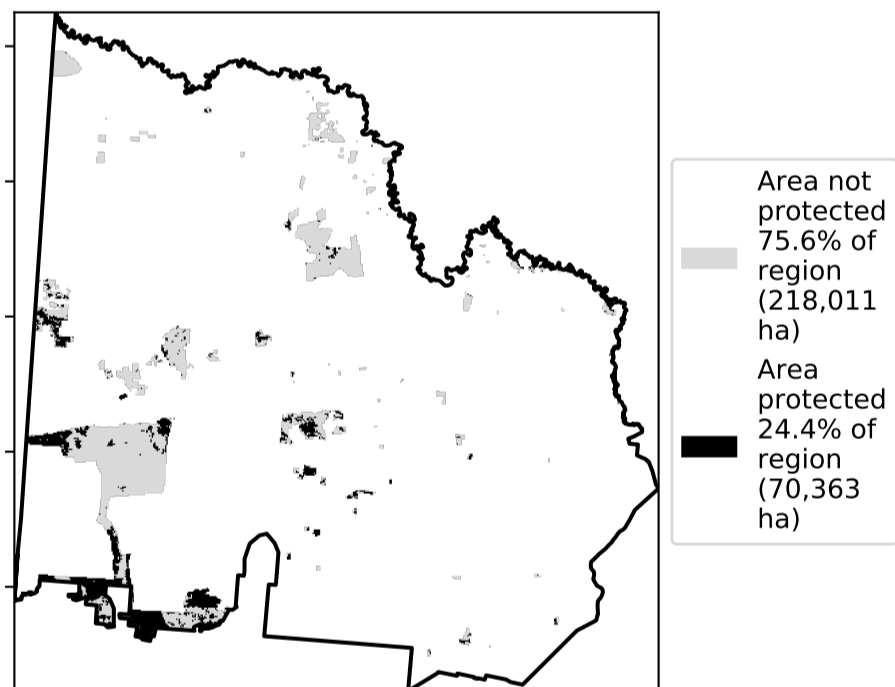 Area not
protected
75.6% of
region
(218,011
ha)
Area
protected
24.4% of
region
(70,363
ha)